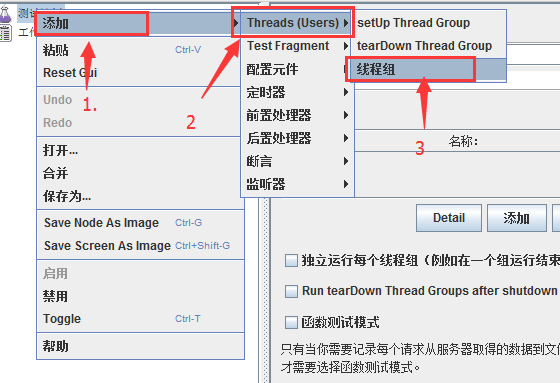 测试
工
添加
粘贴 Ctrl-V
Reset Gui
Undo
Redo
打开...
合并
保存为...
Save Node As Image Ctrl-G
Save Screen As Image Ctrl+Shift-G
启用
禁用
Toggle Ctrl-T
帮助
1.
Threads (Users)
Test Fragment
配置元件
定时器
前置处理器
后置处理器
断言
监听器
2
setUp Thread Group
tearDown Thread Group
线程组
3
名称:
Detail
添加
独立运行每个线程组（例如在一个组运行结束
Run tearDown Thread Groups after shutdown
函数测试模式
只有当你需要记录每个请求从服务器取得的数据到文
才需要选择函数测试模式。